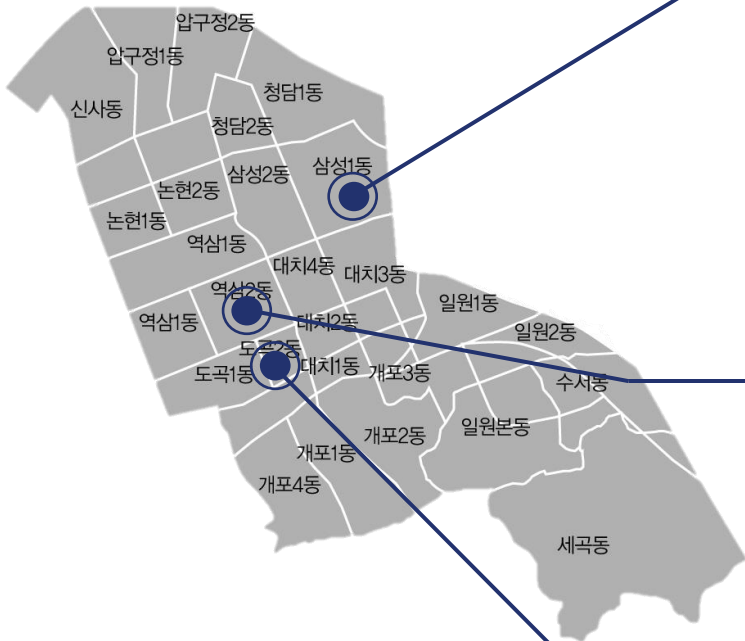 압구정2동
압구정1동
청담1동
신사동
청담2동
삼성1동
삼성2동
논현2동
논현1동
역삼1동
대치4동
대치3동
역삼2동
일원1동
역삼1동
대치2동
일원2동
도곡2동
대치1동
도곡1동
개포3동
수서동
일원본동
개포2동
개포1동
개포4동
세곡동